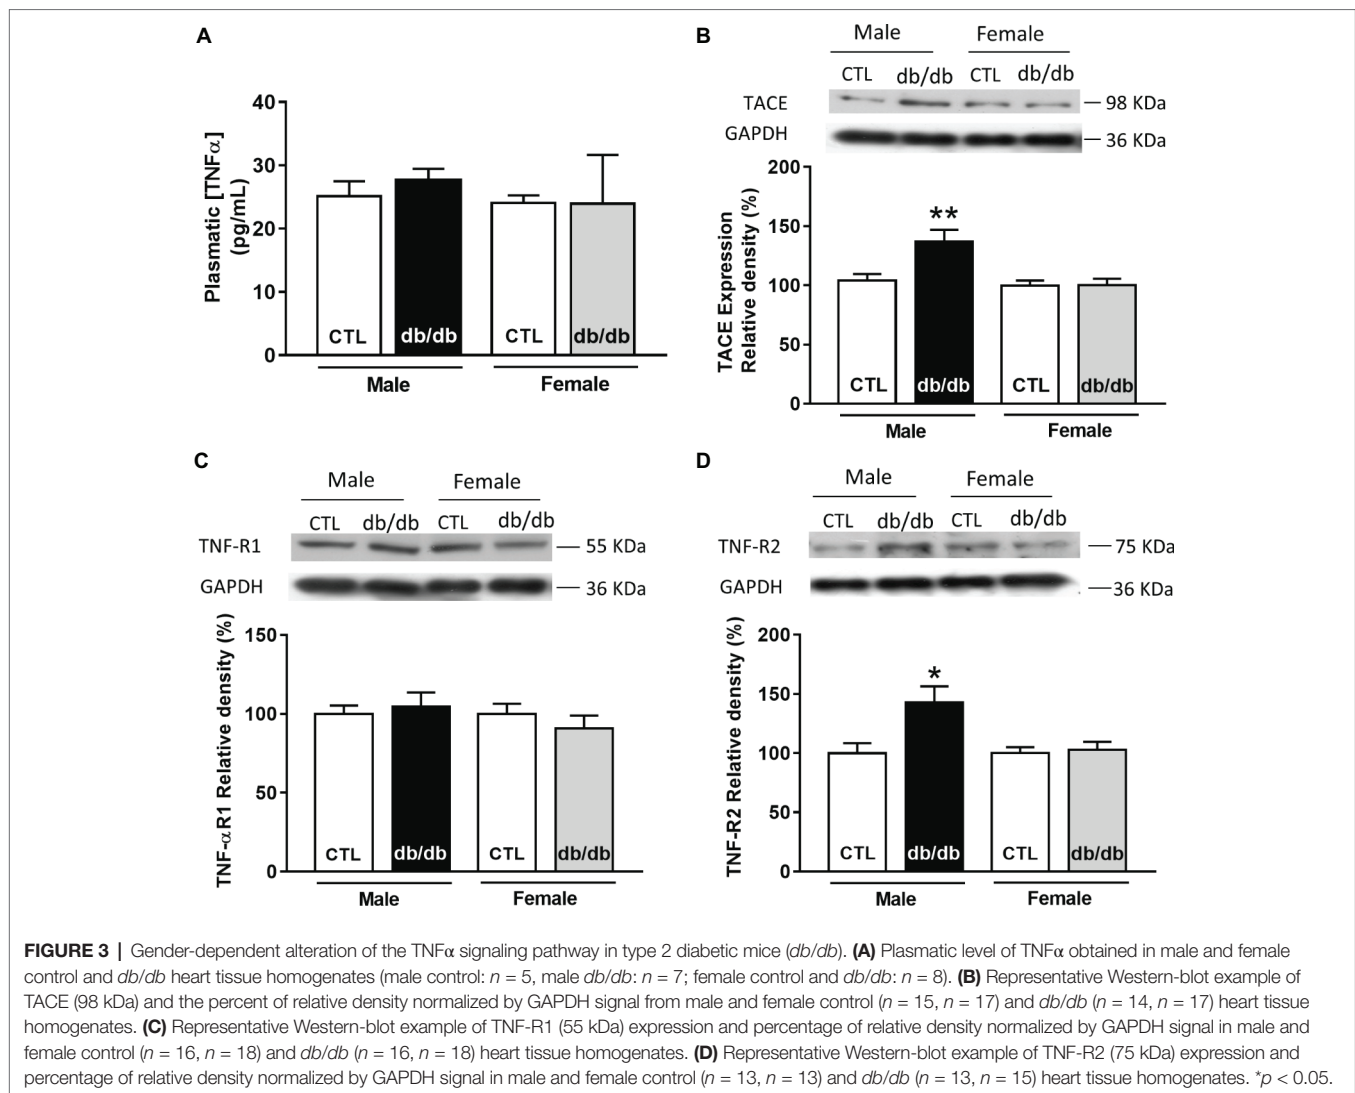 A
40
30
20
10
0
Plasmatic [TNFα]
(pg/mL)
CTL
db/db
CTL
db/db
Male
Female
B
Male Female
CTL db/db CTL db/db
TACE
98 KDa
GAPDH
36 KDa
200
150
100
50
0
TACE Expression
Relative density (%)
**
CTL
db/db
CTL
db/db
Male
Female
C
Male Female
CTL db/db CTL db/db
TNF-R1
55 KDa
GAPDH
36 KDa
150
100
50
0
TNF-αR1 Relative density (%)
CTL
db/db
CTL
db/db
Male
Female
D
Male Female
CTL db/db CTL db/db
TNF-R2
75 KDa
GAPDH
36 KDa
200
150
100
50
0
TNF-R2 Relative density (%)
*
CTL
db/db
CTL
db/db
Male
Female
FIGURE 3 | Gender-dependent alteration of the TNFα signaling pathway in type 2 diabetic mice (db/db). (A) Plasmatic level of TNFα obtained in male and female
control and db/db heart tissue homogenates (male control: n = 5, male db/db: n = 7; female control and db/db: n = 8). (B) Representative Western-blot example of
TACE (98 kDa) and the percent of relative density normalized by GAPDH signal from male and female control (n = 15, n = 17) and db/db (n = 14, n = 17) heart tissue
homogenates. (C) Representative Western-blot example of TNF-R1 (55 kDa) expression and percentage of relative density normalized by GAPDH signal in male and
female control (n = 16, n = 18) and db/db (n = 16, n = 18) heart tissue homogenates. (D) Representative Western-blot example of TNF-R2 (75 kDa) expression and
percentage of relative density normalized by GAPDH signal in male and female control (n = 13, n = 13) and db/db (n = 13, n = 15) heart tissue homogenates. *p < 0.05.